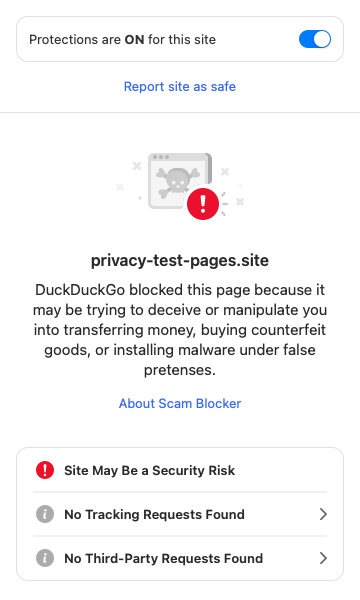 Protections are ON for this site
Report site as safe
privacy-test-pages.site
DuckDuckGo blocked this page because it
may be trying to deceive or manipulate you
into transferring money, buying counterfeit
goods, or installing malware under false
pretenses.
About Scam Blocker
Site May Be a Security Risk
No Tracking Requests Found
No Third-Party Requests Found